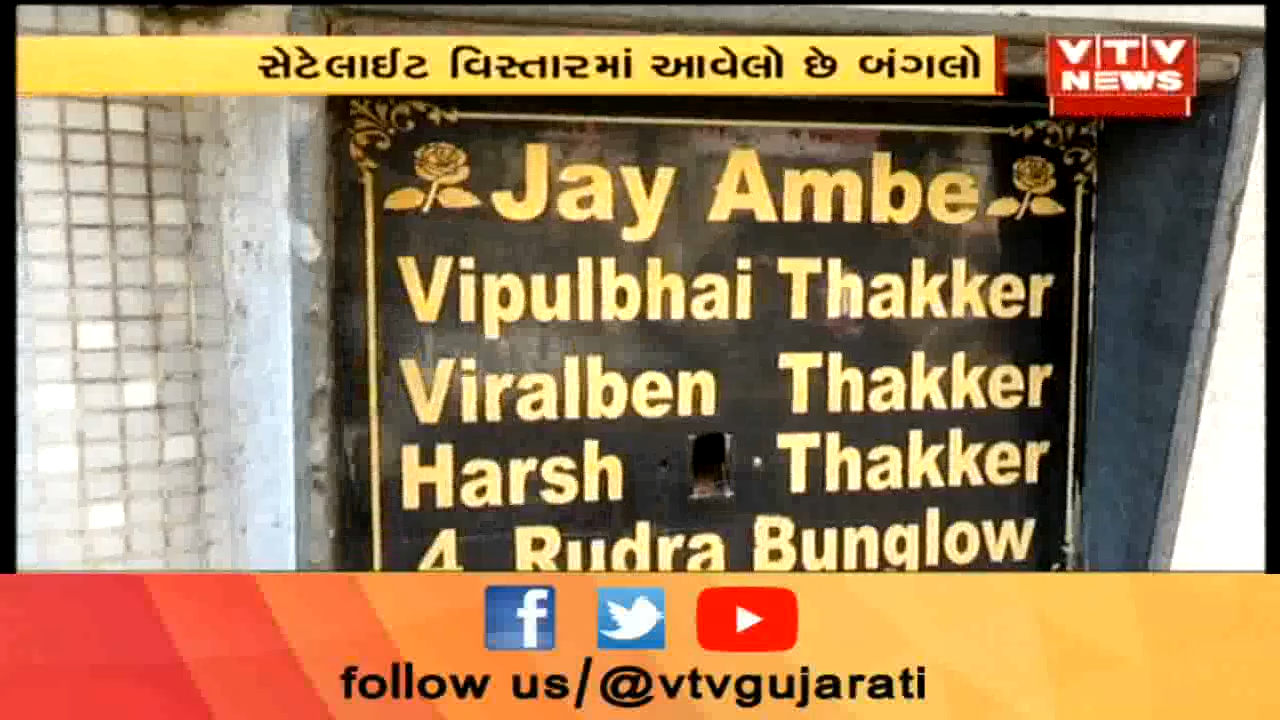 સેટેલાઈટ વિસ્તારમાં આવેલો છે બંગલો
VTV
NEWS
Jay Ambe
Vipulbhai Thakker
Viralben Thakker
Harsh Thakker
4 Rudra Bunglow
follow us/@vtvgujarati